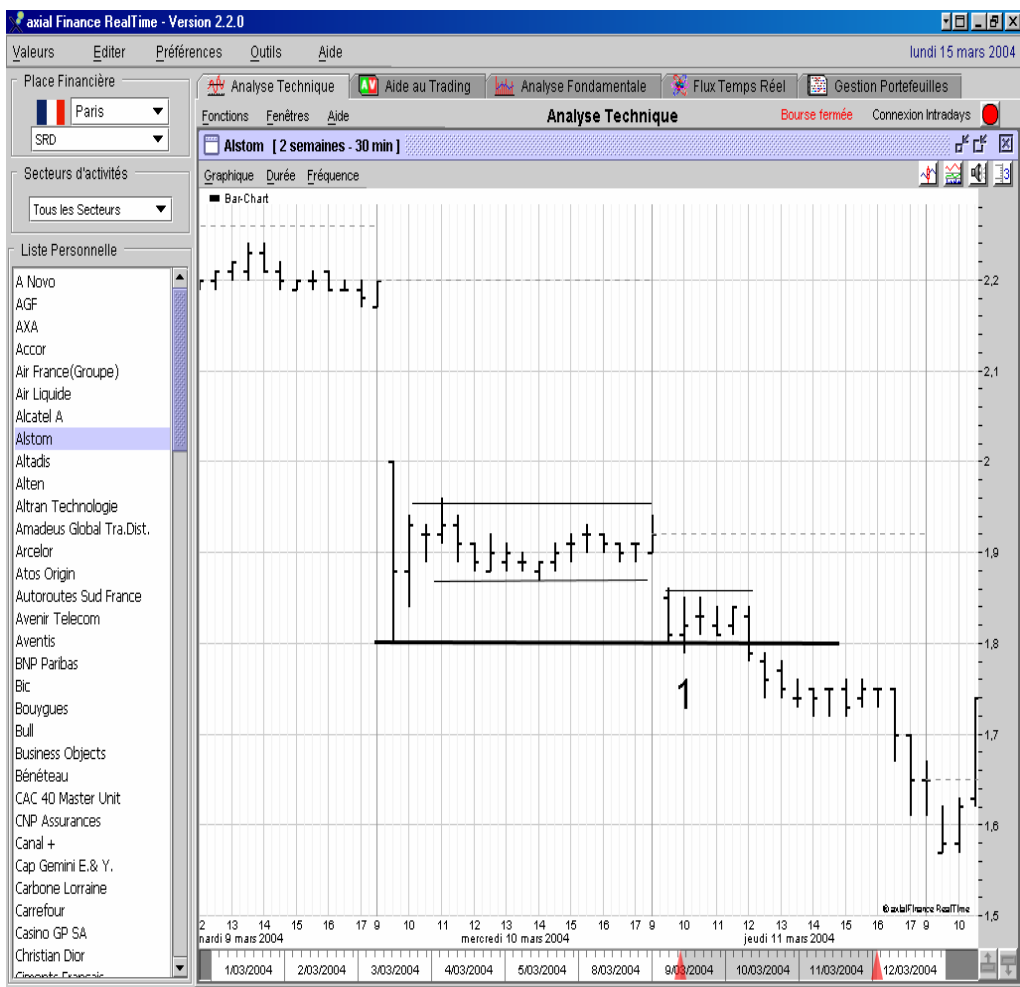 axial Finance RealTime - Version 2.2.0
Valeurs Editer Préférences Outils Aide lundi 15 mars 2004
Place Financière
Paris
SRD
Secteurs d'activités
Tous les Secteurs
Liste Personnelle
A Novo
AGF
AXA
Accor
Air France(Groupe)
Air Liquide
Alcatel A
Alstom
Altadis
Alten
Altran Technologie
Amadeus Global Tra.Dist.
Arcelor
Atos Origin
Autoroutes Sud France
Avenir Telecom
Aventis
BNP Paribas
Bic
Bouygues
Bull
Business Objects
Bénéteau
CAC 40 Master Unit
CNP Assurances
Canal +
Cap Gemini E.& Y.
Carbone Lorraine
Carrefour
Casino GP SA
Christian Dior
Ciments Français
Analyse Technique Aide au Trading Analyse Fondamentale Flux Temps Réel Gestion Portefeuilles
Fonctions Fenêtres Aide Analyse Technique Bourse fermée Connexion Intradays
Alstom [ 2 semaines - 30 min ]
Graphique Durée Fréquence
Bar-Chart
2,2
2,1
2
1,9
1,8
1
1,7
1,6
©axialFinance RealTime
1,5
2 13 14 15 16 17 9 10 11 12 13 14 15 16 17 9 10 11 12 13 14 15 16 17 9 10
nardi 9 mars 2004 mercredi 10 mars 2004 jeudi 11 mars 2004
1/03/2004 2/03/2004 3/03/2004 4/03/2004 5/03/2004 8/03/2004 9/03/2004 10/03/2004 11/03/2004 12/03/2004